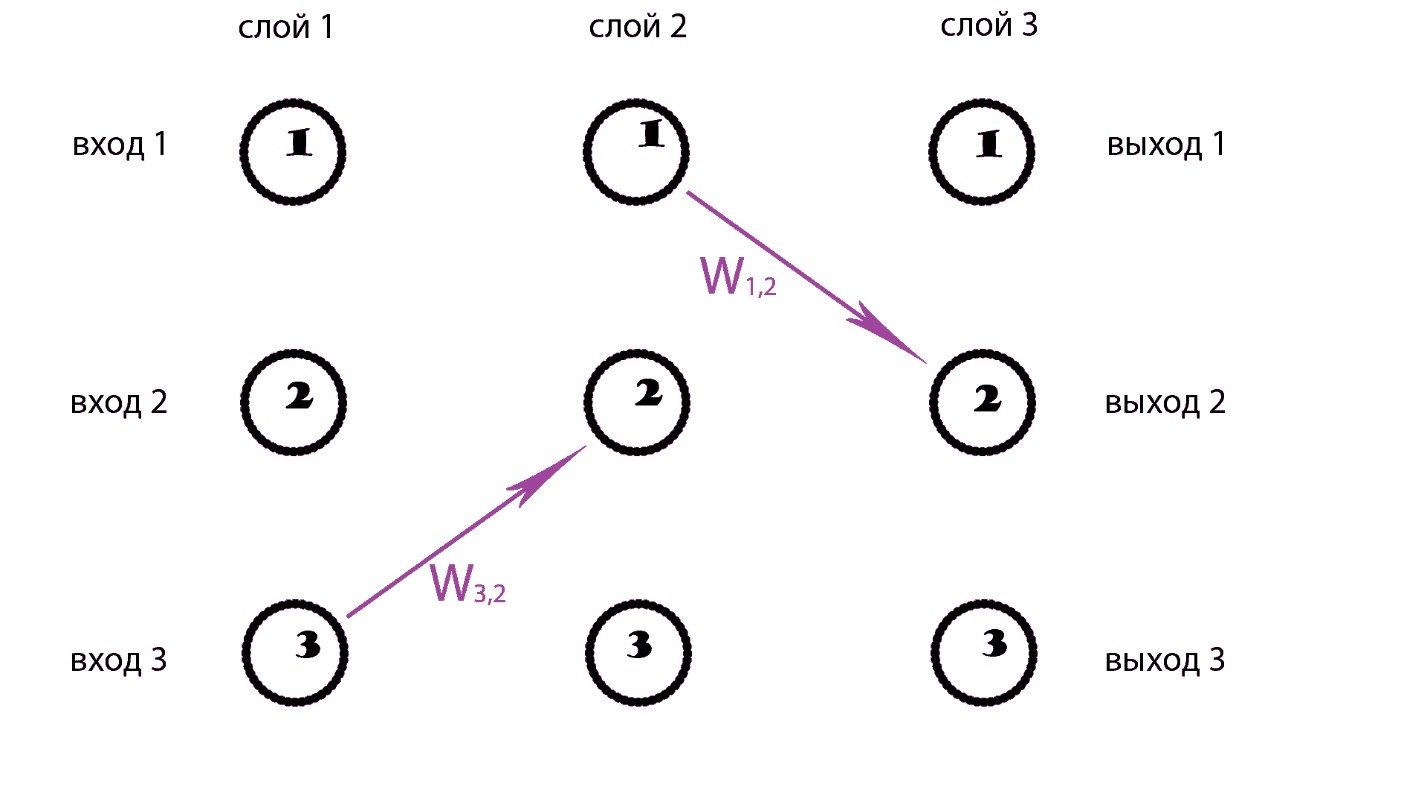 слой 1 слой 2 слой 3
вход 1 1 1 1 выход 1
W1,2
вход 2 2 2 2 выход 2
W3,2
вход 3 3 3 3 выход 3